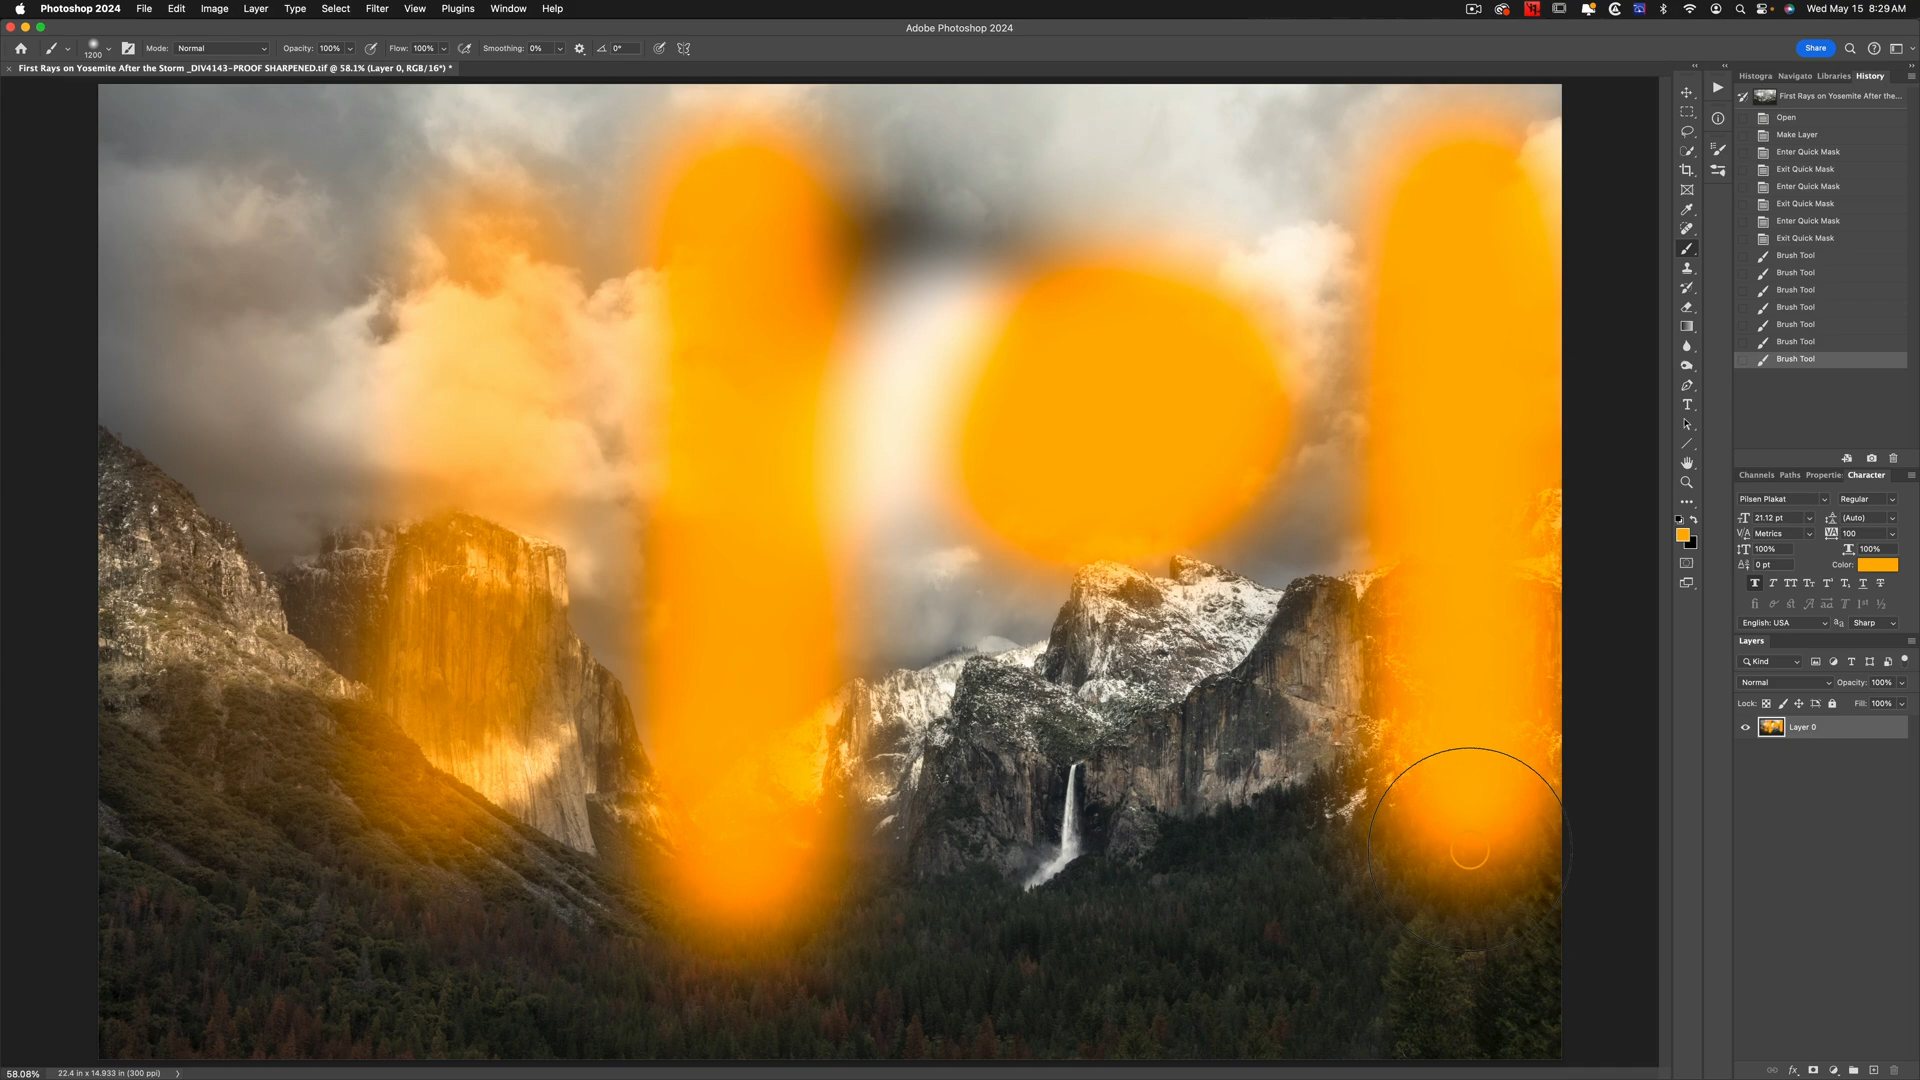 Photoshop 2024 File Edit Image Layer Type Select Filter View Plugins Window Help Wed May 15 8:29 AM
Adobe Photoshop 2024
1200 Mode: Normal Opacity: 100% Flow: 100% Smoothing: 0% 0° Share
First Rays on Yosemite After the Storm _DIV4143-PROOF SHARPENED.tif @ 58.1% (Layer 0, RGB/16*) *
Histogra Navigato Libraries History
First Rays on Yosemite After the...
Open
Make Layer
Enter Quick Mask
Exit Quick Mask
Enter Quick Mask
Exit Quick Mask
Enter Quick Mask
Exit Quick Mask
Brush Tool
Brush Tool
Brush Tool
Brush Tool
Brush Tool
Brush Tool
Brush Tool
Channels Paths Propertie Character
Pilsen Plakat Regular
21.12 pt (Auto)
Metrics 100
100% 100%
0 pt Color:
English: USA Sharp
Layers
Kind
Normal Opacity: 100%
Lock: Fill: 100%
Layer 0
58.08% 22.4 in x 14.933 in (300 ppi)